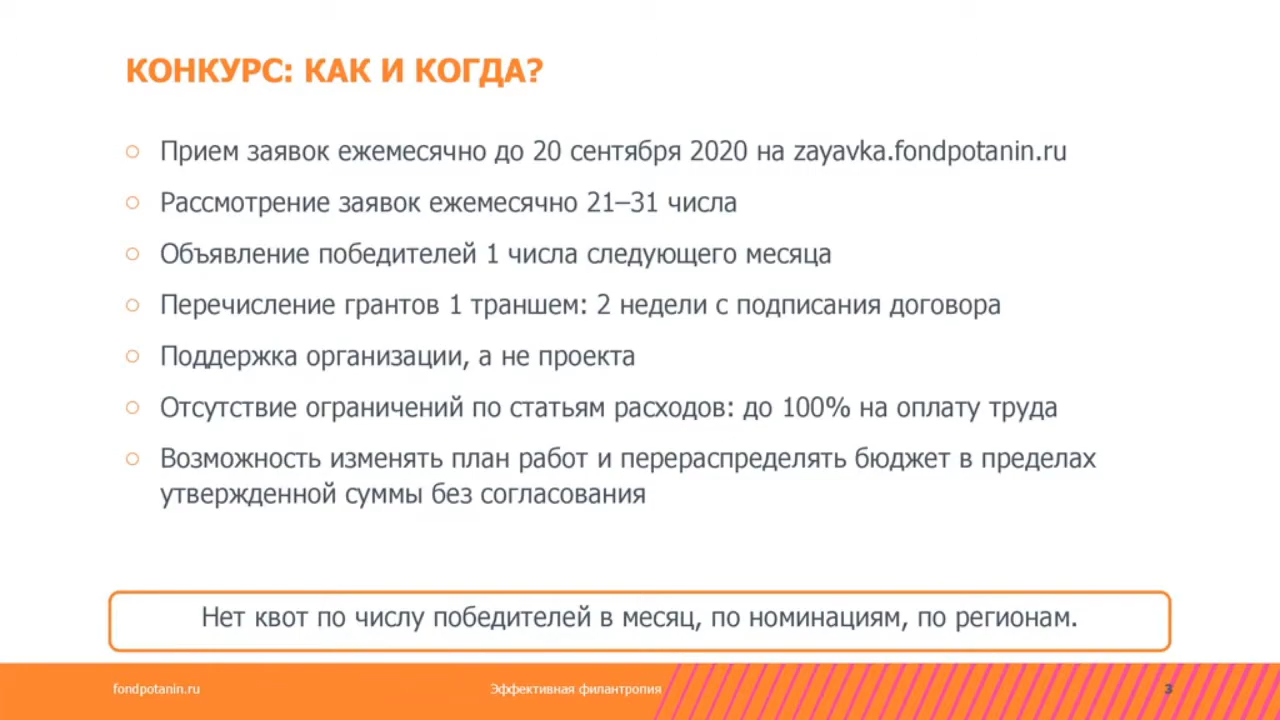 КОНКУРС: КАК И КОГДА?
Прием заявок ежемесячно до 20 сентября 2020 на zayavka.fondpotanin.ru
Рассмотрение заявок ежемесячно 21–31 числа
Объявление победителей 1 числа следующего месяца
Перечисление грантов 1 траншем: 2 недели с подписания договора
Поддержка организации, а не проекта
Отсутствие ограничений по статьям расходов: до 100% на оплату труда
Возможность изменять план работ и перераспределять бюджет в пределах
утвержденной суммы без согласования
Нет квот по числу победителей в месяц, по номинациям, по регионам.
fondpotanin.ru
Эффективная филантропия
3